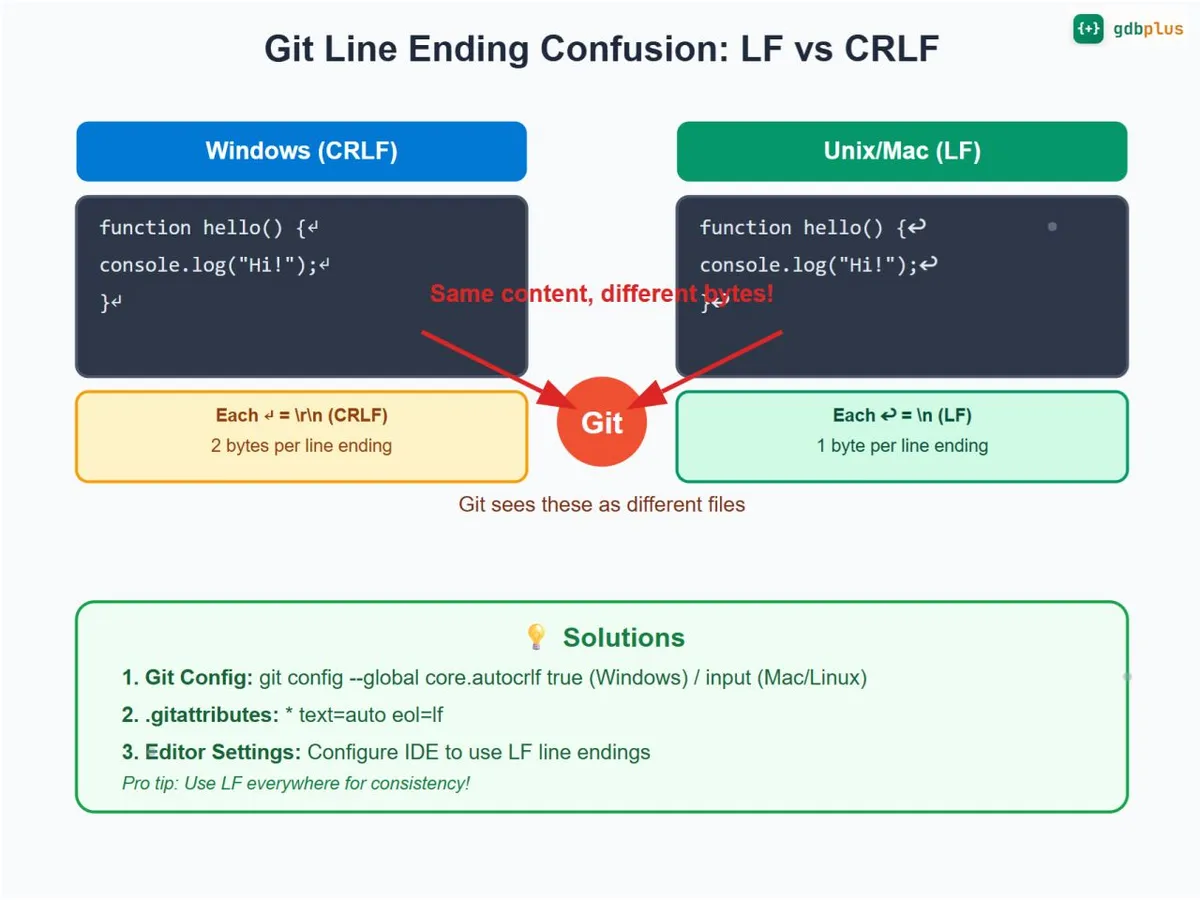 Git Line Ending Confusion: LF vs CRLF
{+} gdbplus
Windows (CRLF)
function hello() {↵
console.log("Hi!");↵
}↵
Each ↵ = \r\n (CRLF)
2 bytes per line ending
Unix/Mac (LF)
function hello() {↩
console.log("Hi!");↩
}↩
Each ↩ = \n (LF)
1 byte per line ending
Same content, different bytes!
Git
Git sees these as different files
💡 Solutions
1. Git Config: git config --global core.autocrlf true (Windows) / input (Mac/Linux)
2. .gitattributes: * text=auto eol=lf
3. Editor Settings: Configure IDE to use LF line endings
Pro tip: Use LF everywhere for consistency!